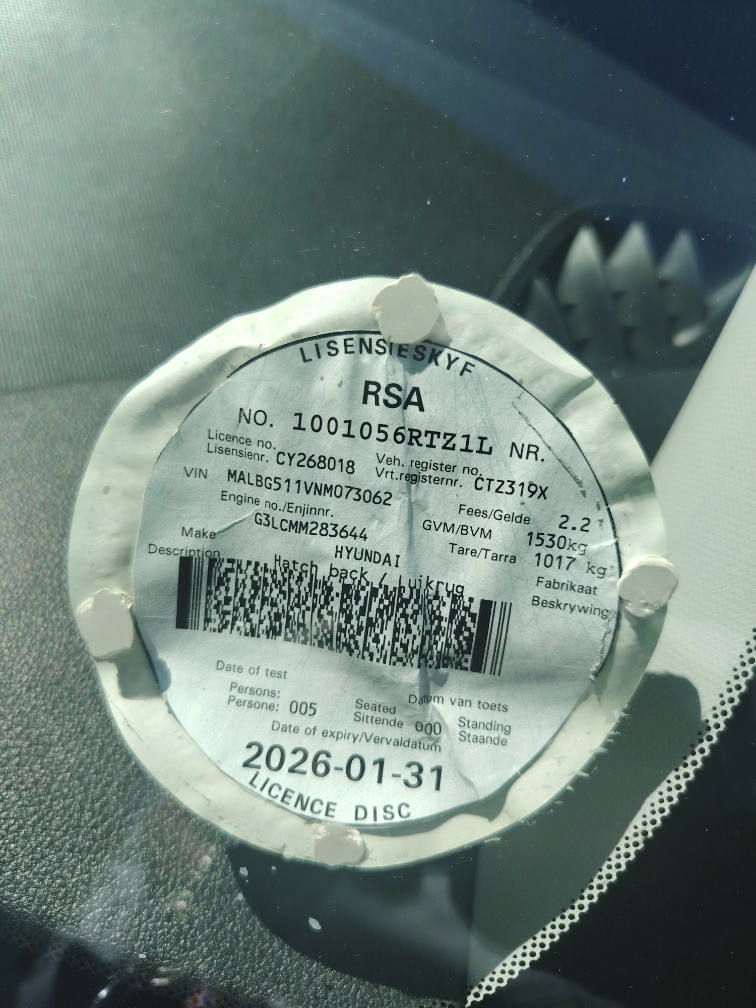 LISENSIESKYF
RSA
NO. 1001056RTZ1L NR.
Licence no. Veh. register no.
Lisensienr. CY268018 Vrt.registernr. CTZ319X
VIN MALBG511VNM073062 Fees/Gelde 2.2
Engine no./Enjinnr. GVM/BVM 1530kg
G3LCMM283644 Tare/Tarra 1017 kg
Make HYUNDAI Fabrikaat
Description Hatch back / Luikrug Beskrywing
Date of test Datum van toets
Persons: Seated Standing
Persone: 005 Sittende 000 Staande
Date of expiry/Vervaldatum
2026-01-31
LICENCE DISC